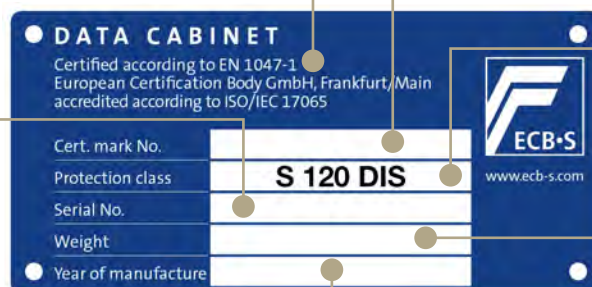 DATA CABINET
Certified according to EN 1047-1
European Certification Body GmbH, Frankfurt/Main
accredited according to ISO/IEC 17065
ECB•S
www.ecb-s.com
Cert. mark No.
Protection class S 120 DIS
Serial No.
Weight
Year of manufacture